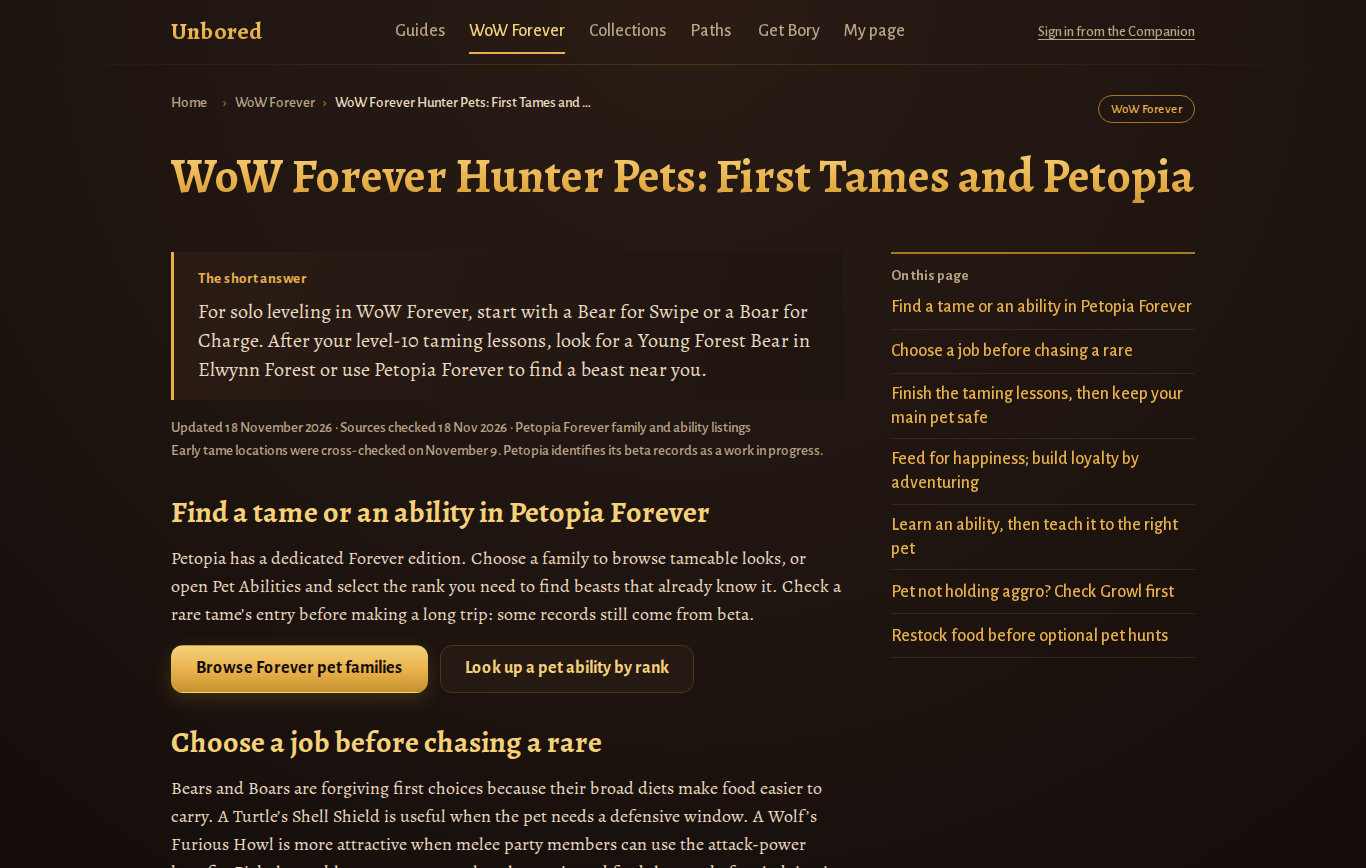 Unbored
Guides
WoW Forever
Collections
Paths
Get Bory
My page
Sign in from the Companion
Home › WoW Forever › WoW Forever Hunter Pets: First Tames and ...
WoW Forever
WoW Forever Hunter Pets: First Tames and Petopia
The short answer
For solo leveling in WoW Forever, start with a Bear for Swipe or a Boar for
Charge. After your level-10 taming lessons, look for a Young Forest Bear in
Elwynn Forest or use Petopia Forever to find a beast near you.
Updated 18 November 2026 · Sources checked 18 Nov 2026 · Petopia Forever family and ability listings
Early tame locations were cross-checked on November 9. Petopia identifies its beta records as a work in progress.
Find a tame or an ability in Petopia Forever
Petopia has a dedicated Forever edition. Choose a family to browse tameable looks, or
open Pet Abilities and select the rank you need to find beasts that already know it. Check a
rare tame's entry before making a long trip: some records still come from beta.
Browse Forever pet families
Look up a pet ability by rank
Choose a job before chasing a rare
Bears and Boars are forgiving first choices because their broad diets make food easier to
carry. A Turtle's Shell Shield is useful when the pet needs a defensive window. A Wolf's
Furious Howl is more attractive when melee party members can use the attack-power
On this page
Find a tame or an ability in Petopia Forever
Choose a job before chasing a rare
Finish the taming lessons, then keep your
main pet safe
Feed for happiness; build loyalty by
adventuring
Learn an ability, then teach it to the right
pet
Pet not holding aggro? Check Growl first
Restock food before optional pet hunts